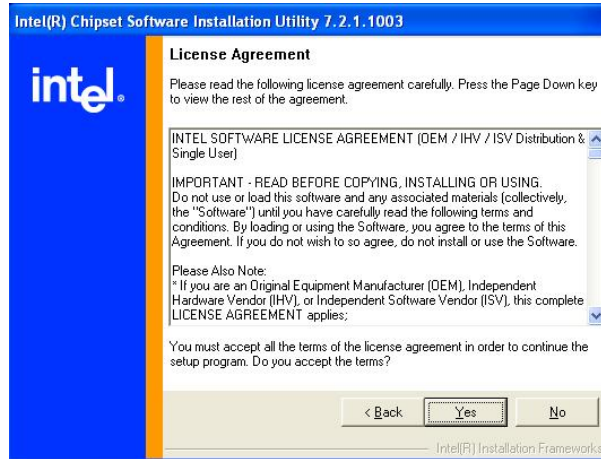 Intel(R) Chipset Software Installation Utility 7.2.1.1003
intel®
License Agreement
Please read the following license agreement carefully. Press the Page Down key
to view the rest of the agreement.
INTEL SOFTWARE LICENSE AGREEMENT (OEM / IHV / ISV Distribution &
Single User)
IMPORTANT - READ BEFORE COPYING, INSTALLING OR USING.
Do not use or load this software and any associated materials (collectively,
the "Software") until you have carefully read the following terms and
conditions. By loading or using the Software, you agree to the terms of this
Agreement. If you do not wish to so agree, do not install or use the Software.
Please Also Note:
* If you are an Original Equipment Manufacturer (OEM), Independent
Hardware Vendor (IHV), or Independent Software Vendor (ISV), this complete
LICENSE AGREEMENT applies;
You must accept all the terms of the license agreement in order to continue the
setup program. Do you accept the terms?
< Back Yes No
Intel(R) Installation Frameworks